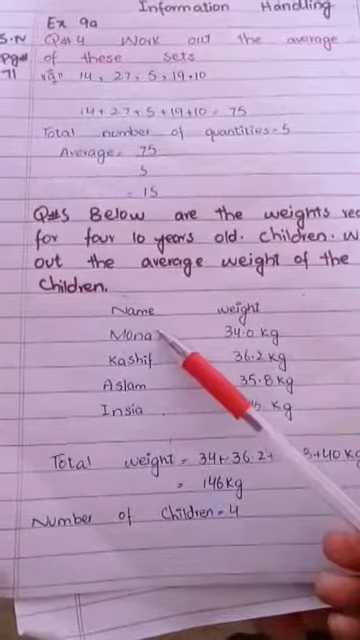 Information Handling
Ex 9a
S.N Q#4 Work out the average
Pg# of these sets
71 "a" 14, 27, 5, 19, 10
14 + 27 + 5 + 19 + 10 = 75
Total number of quantities = 5
Average = 75
5
= 15
Q#5 Below are the weights
for four 10 years old. Children.
out the average weight of the
Children.
Name weight
Mona 34.0 kg
Kashif 36.2 kg
Aslam 35.8 kg
Insia kg
Total weight = 34 + 36.2 + + 40 KG
= 146 kg
Number of Children = 4